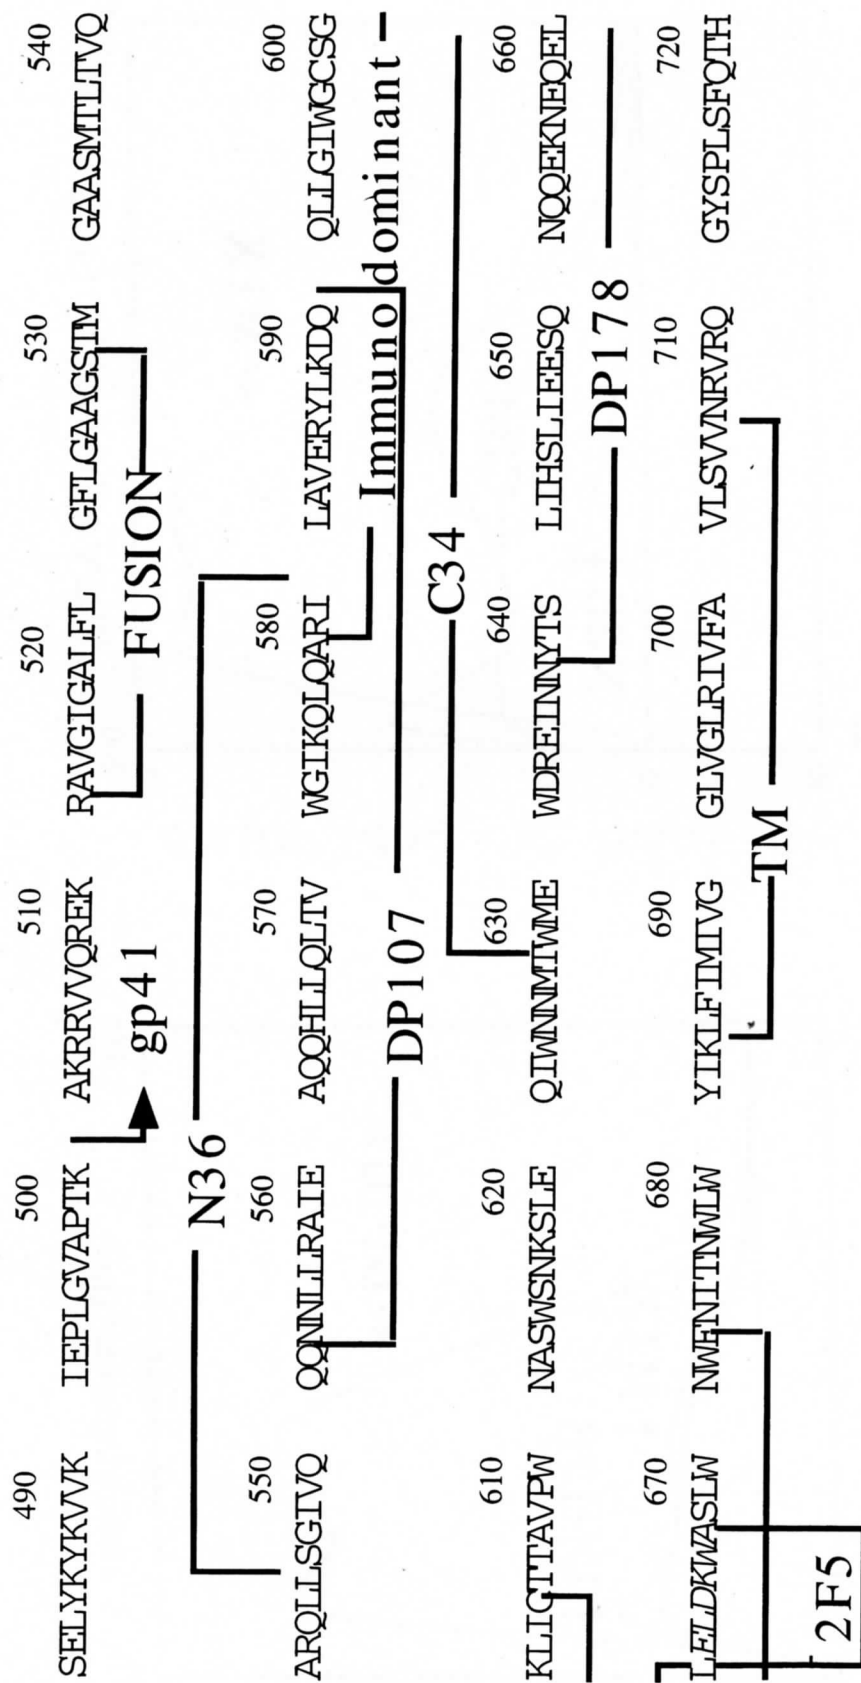 490 500 510 520 530 540
SELYKYKVVK IEPLGVAPTK AKRRVVQREK RAVGIGALFL GFLGAAGSTM GAASMTLTVQ
gp41 FUSION
N36
550 560 570 580 590 600
ARQLLSGIVQ QQNNLLRAIE AQQHLLQLTV WGIKQLQARI LAVERYLKDQ QLLGIWGCSG
DP107 Immunodominant
C34
610 620 630 640 650 660
KLICTTAVPW NASWSNKSLE QIWNNMTWME WDREINNYTS LIHSLIEESQ NQQEKNEQEL
DP178
670 680 690 700 710 720
LELDKWASLW NWFNITNWLW YIKLFIMIVG GLVGLRIVFA VLSVVNRVRQ GYSPLSFQTH
2F5 TM